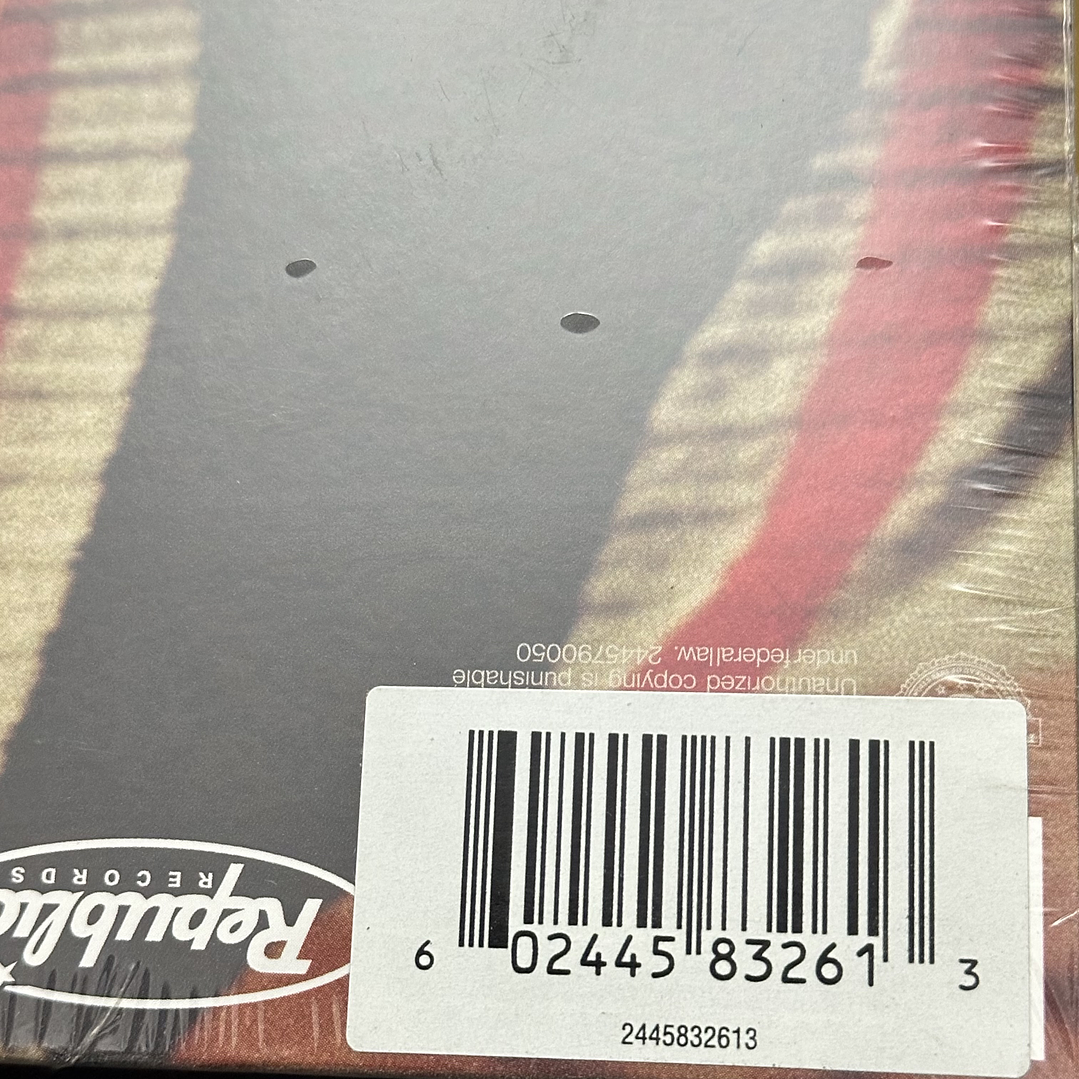 Unauthorized copying is punishable
under federal law. 2445790050
Republic
RECORDS
6 02445 83261 3
2445832613